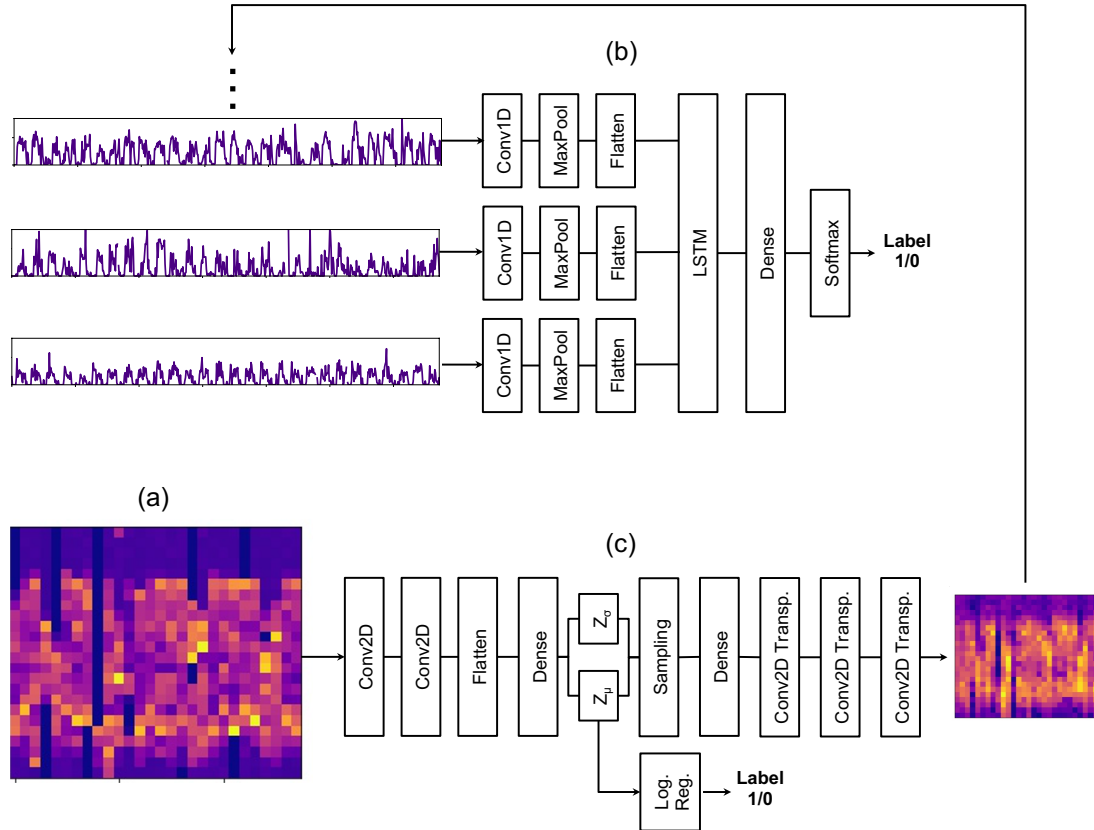 (b)
Conv1D
MaxPool
Flatten
Conv1D
MaxPool
Flatten
Conv1D
MaxPool
Flatten
LSTM
Dense
Softmax
Label
1/0
(a)
(c)
Conv2D
Conv2D
Flatten
Dense
Zσ
Zμ
Sampling
Dense
Conv2D Transp.
Conv2D Transp.
Conv2D Transp.
Log.
Reg.
Label
1/0